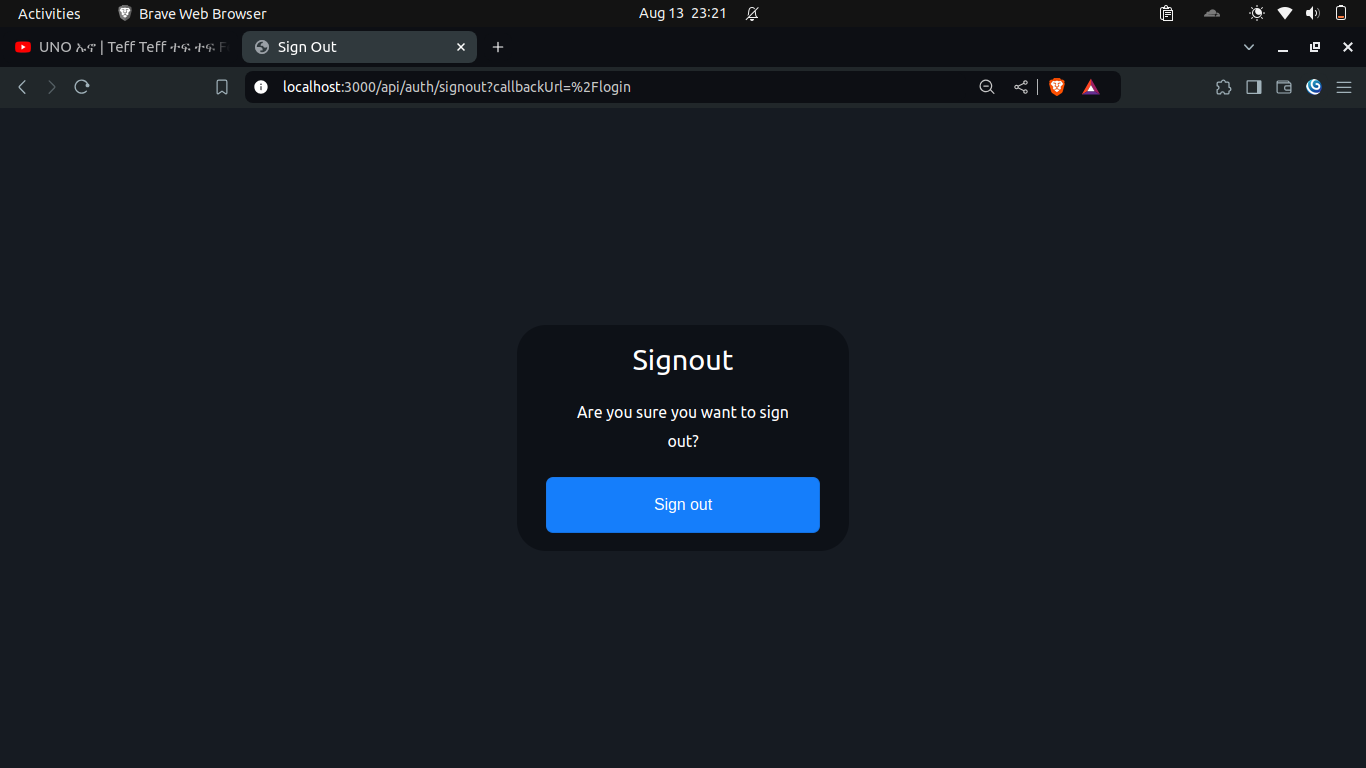 Activities
Brave Web Browser
Aug 13 23:21
UNO ኡኖ | Teff Teff ተፍ ተፍ
Sign Out
localhost:3000/api/auth/signout?callbackUrl=%2Flogin
Signout
Are you sure you want to sign
out?
Sign out